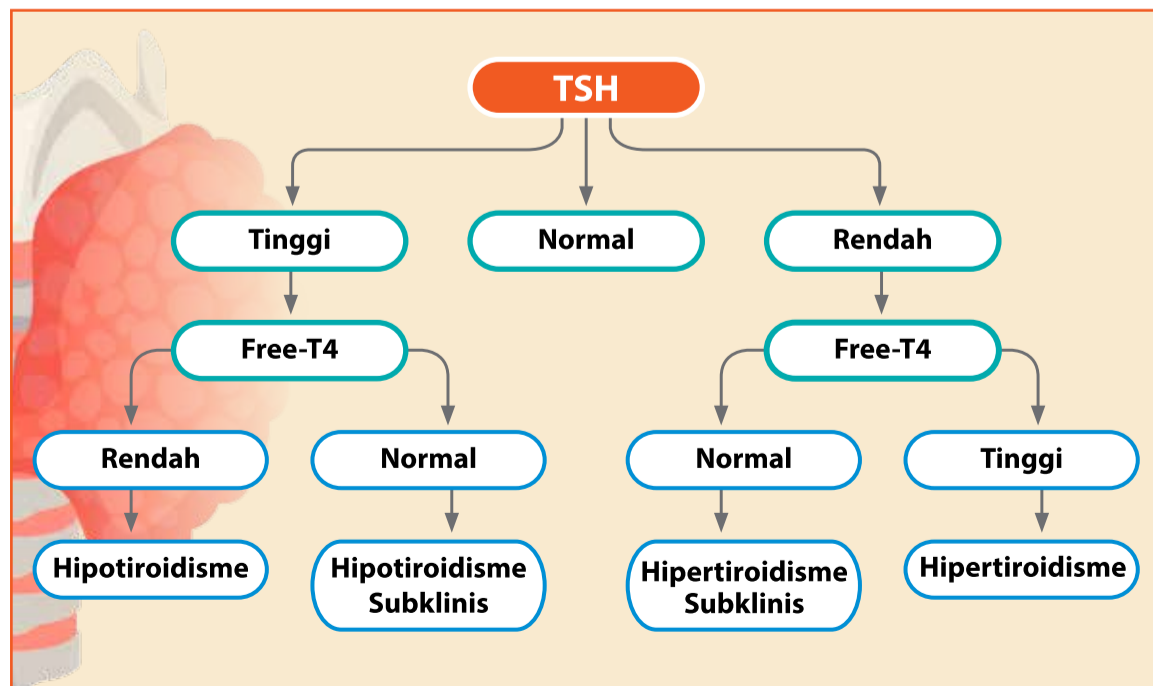 TSH
Tinggi
Normal
Rendah
Free-T4
Free-T4
Rendah
Normal
Normal
Tinggi
Hipotiroidisme
Hipotiroidisme
Subklinis
Hipertiroidisme
Subklinis
Hipertiroidisme